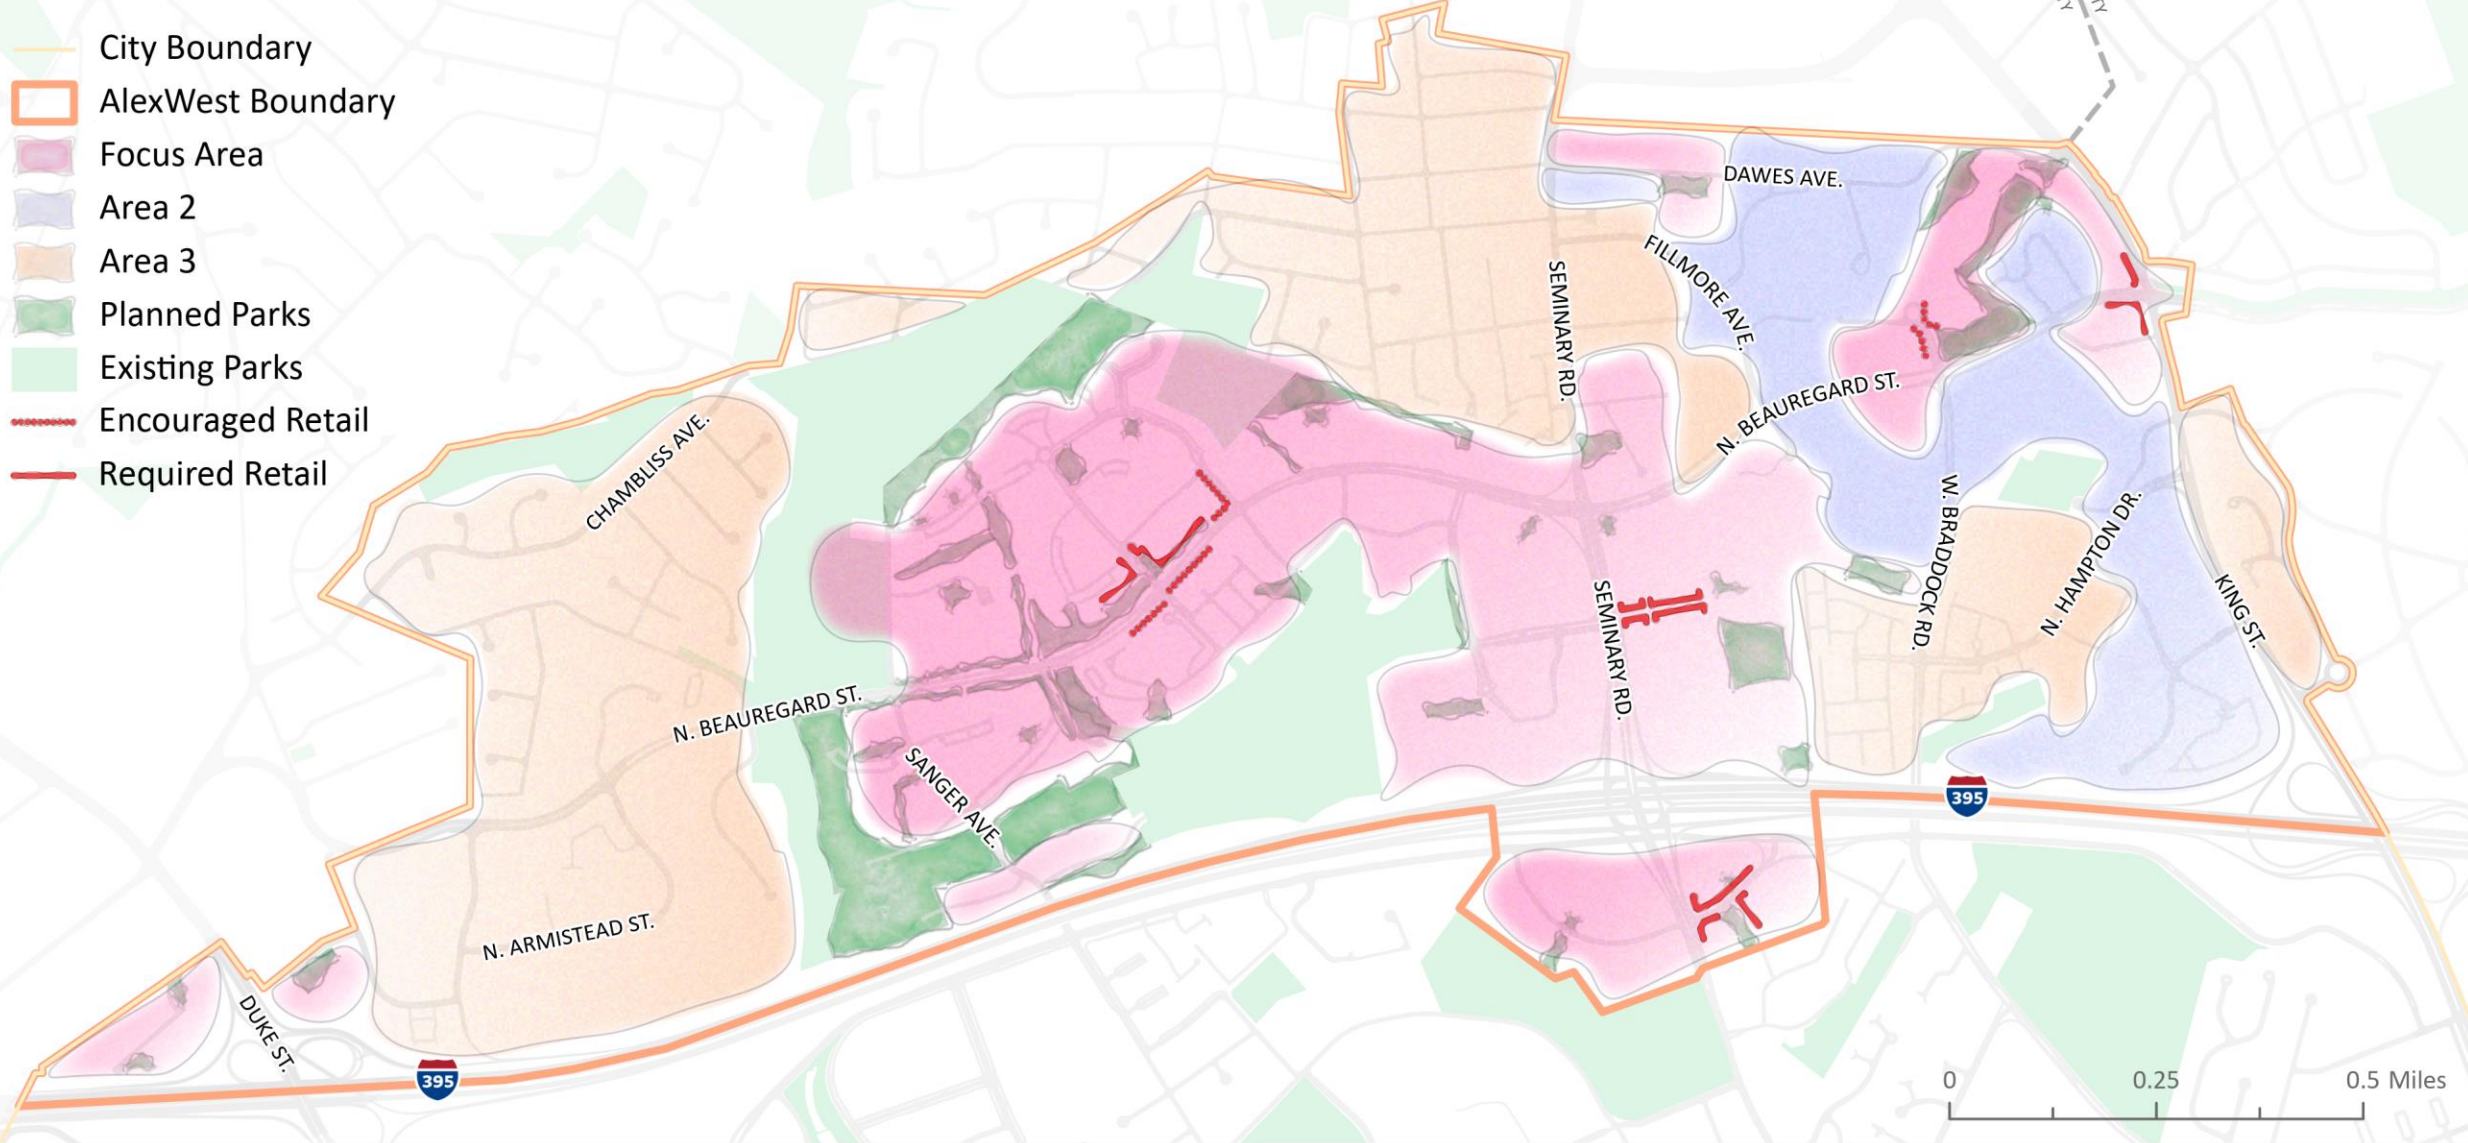 City Boundary
AlexWest Boundary
Focus Area
Area 2
Area 3
Planned Parks
Existing Parks
Encouraged Retail
Required Retail
DAWES AVE.
FILLMORE AVE.
SEMINARY RD.
N. BEAUREGARD ST.
CHAMBLISS AVE.
W. BRADDOCK RD.
N. HAMPTON DR.
KING ST.
SEMINARY RD.
N. BEAUREGARD ST.
SANGER AVE.
395
N. ARMISTEAD ST.
DUKE ST.
395
0 0.25 0.5 Miles